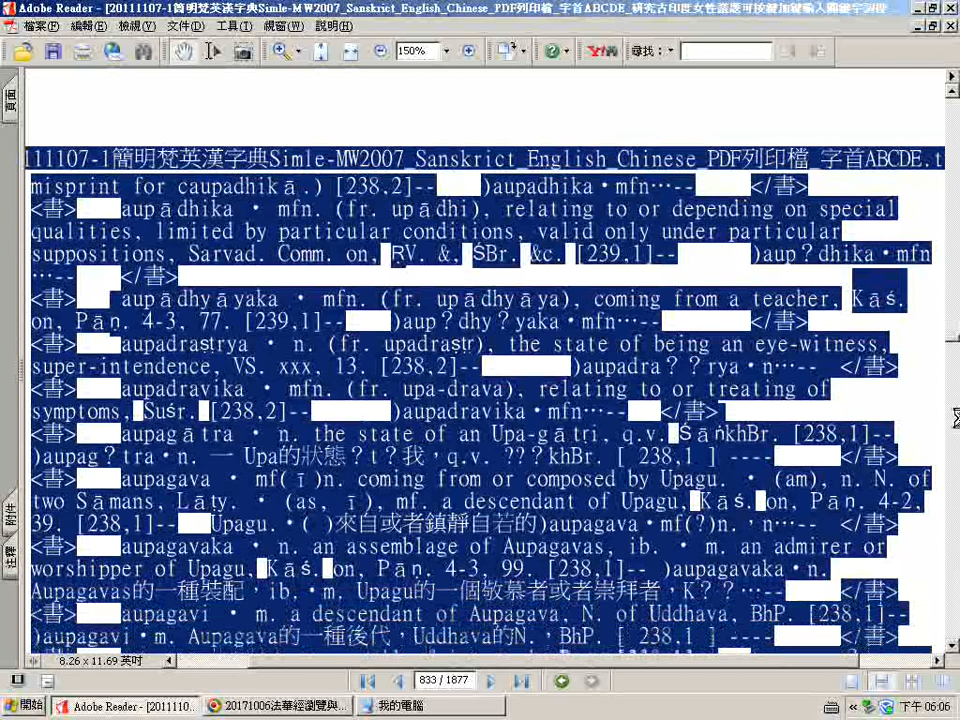 Adobe Reader - [20111107-1簡明梵英漢字典Simle-MW2007_Sanskrict_English_Chinese_PDF列印檔_字首ABCDE_研究古印度女性議題可按
檔案(F) 編輯(E) 檢視(V) 文件(D) 工具(T) 視窗(W) 說明(H)
150% 尋找：
頁面
111107-1簡明梵英漢字典Simle-MW2007_Sanskrict_English_Chinese_PDF列印檔_字首ABCDE.t
misprint for caupadhikā.) [238,2]-- )aupadhika‧mfn…-- </書>
<書> aupādhika ‧ mfn. (fr. upādhi), relating to or depending on special
qualities, limited by particular conditions, valid only under particular
suppositions, Sarvad. Comm. on, ṚV. &, ŚBr. &c. [239,1]-- )aup?dhika‧mfn
…-- </書>
<書> aupādhyāyaka ‧ mfn. (fr. upādhyāya), coming from a teacher, Kāś.
on, Pāṇ. 4-3, 77. [239,1]-- )aup?dhy?yaka‧mfn…-- </書>
<書> aupadraṣtrya ‧ n. (fr. upadraṣtṛ), the state of being an eye-witness,
super-intendence, VS. xxx, 13. [238,2]-- )aupadra??rya‧n…-- </書>
<書> aupadravika ‧ mfn. (fr. upa-drava), relating to or treating of
symptoms, Suśr. [238,2]-- )aupadravika‧mfn…-- </書>
<書> aupagātra ‧ n. the state of an Upa-gātṛi, q.v. ŚāṅkhBr. [238,1]--
)aupag?tra‧n. 一 Upa的狀態?t?我，q.v. ???khBr. [ 238,1 ] ---- </書>
<書> aupagava ‧ mf(ī)n. coming from or composed by Upagu. ‧ (am), n. N. of
two Sāmans, Lāṭy. ‧ (as, ī), mf. a descendant of Upagu, Kāś. on, Pāṇ. 4-2,
39. [238,1]-- Upagu.‧( )來自或者鎮靜自若的)aupagava‧mf(?)n.，n…-- </書>
<書> aupagavaka ‧ n. an assemblage of Aupagavas, ib. ‧ m. an admirer or
worshipper of Upagu, Kāś. on, Pāṇ. 4-3, 99. [238,1]-- )aupagavaka‧n.
Aupagavas的一種裝配，ib.‧m. Upagu的一個敬慕者或者崇拜者，K??…-- </書>
<書> aupagavi ‧ m. a descendant of Aupagava, N. of Uddhava, BhP. [238,1]--
)aupagavi‧m. Aupagava的一種後代，Uddhava的N.，BhP. [ 238,1 ] ---- </書>
附件
注釋
8.26 x 11.69 英吋
833 / 1877
開始 Adobe Reader - [2011110... 20171006法華經瀏覽與... 我的電腦 下午 06:06